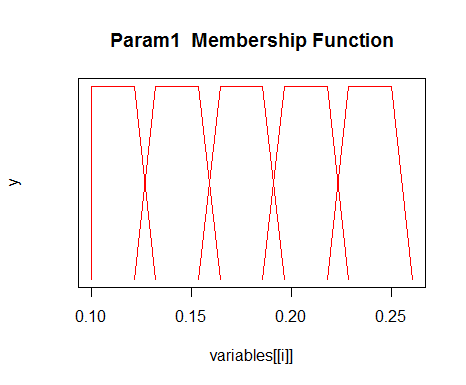 Param1 Membership Function
y
0.10 0.15 0.20 0.25
variables[[i]]